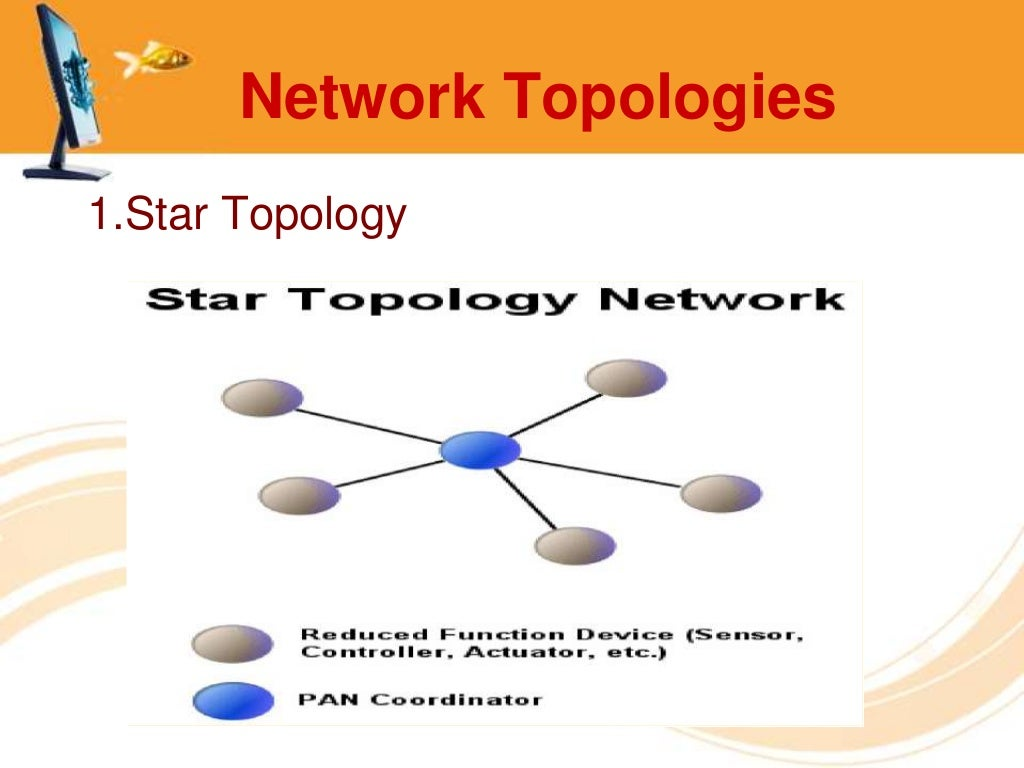 Network Topologies
1.Star Topology
Star Topology Network
Reduced Function Device (Sensor,
Controller, Actuator, etc.)
PAN Coordinator